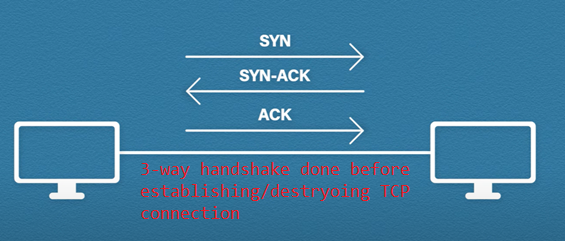 SYN
SYN-ACK
ACK
3-way handshake done before
establishing/destryoing TCP
connection